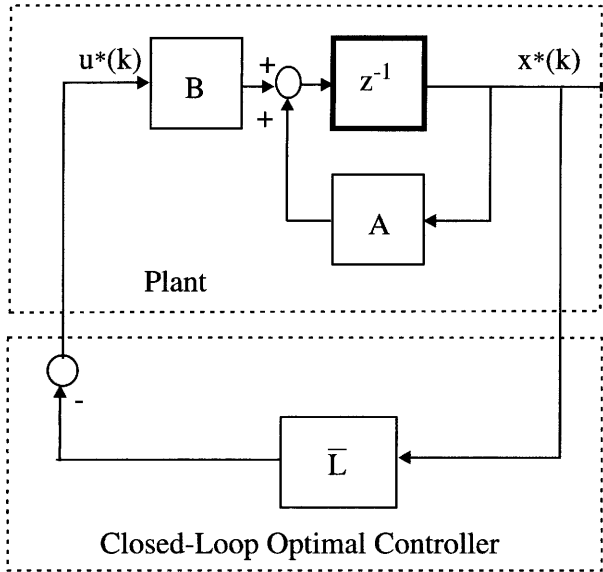 u*(k)
B
+
+
z⁻¹
x*(k)
A
Plant
-
L̅
Closed-Loop Optimal Controller